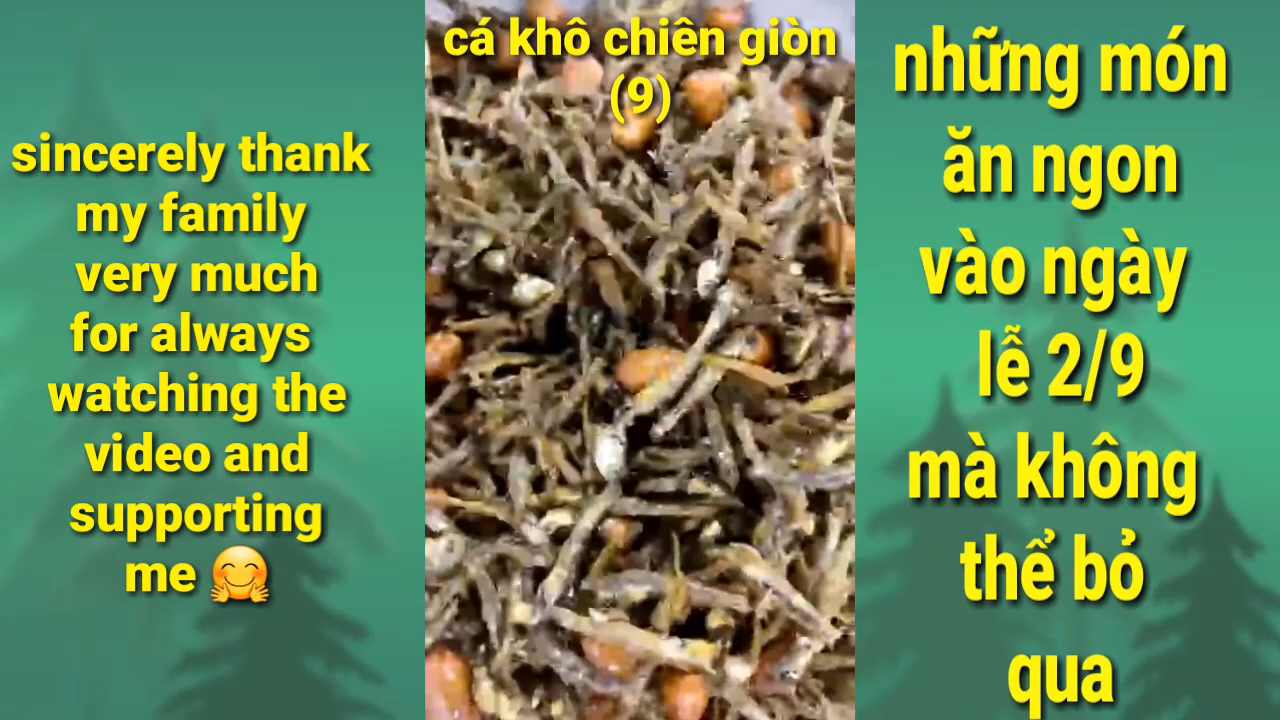 sincerely thank
my family
very much
for always
watching the
video and
supporting
me 🤗
cá khô chiên giòn
(9)
những món
ăn ngon
vào ngày
lễ 2/9
mà không
thể bỏ
qua